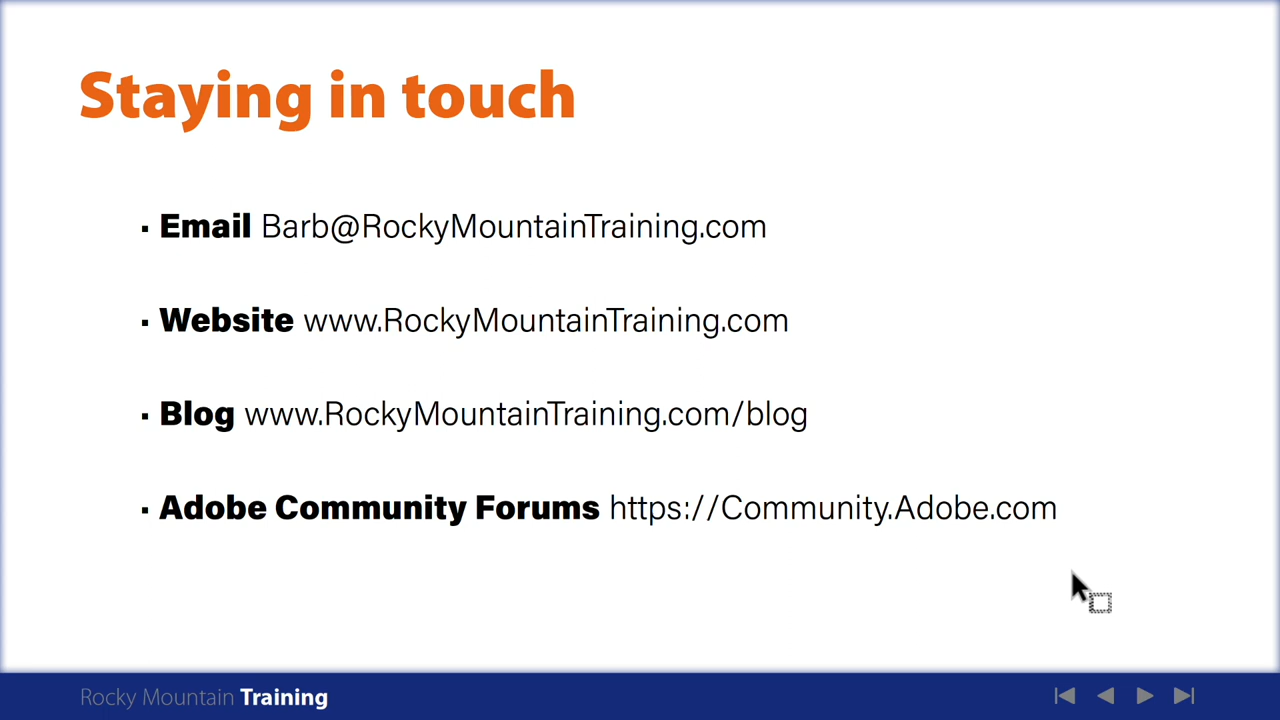 Staying in touch
▪ Email Barb@RockyMountainTraining.com
▪ Website www.RockyMountainTraining.com
▪ Blog www.RockyMountainTraining.com/blog
▪ Adobe Community Forums https://Community.Adobe.com
Rocky Mountain Training